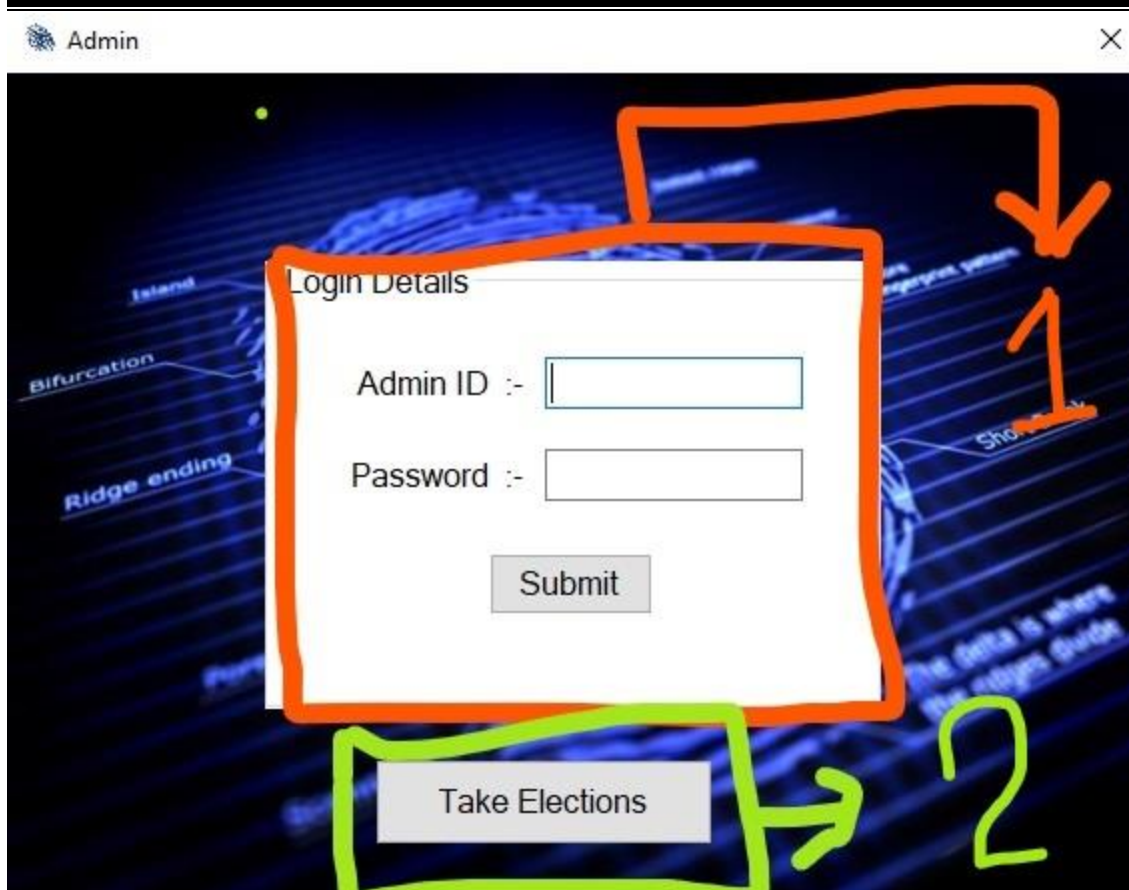 Admin
1
Island
Login Details
Bifurcation
Admin ID :-
Ridge ending
Password :-
Submit
The delta is where
the ridges guide
Take Elections
2